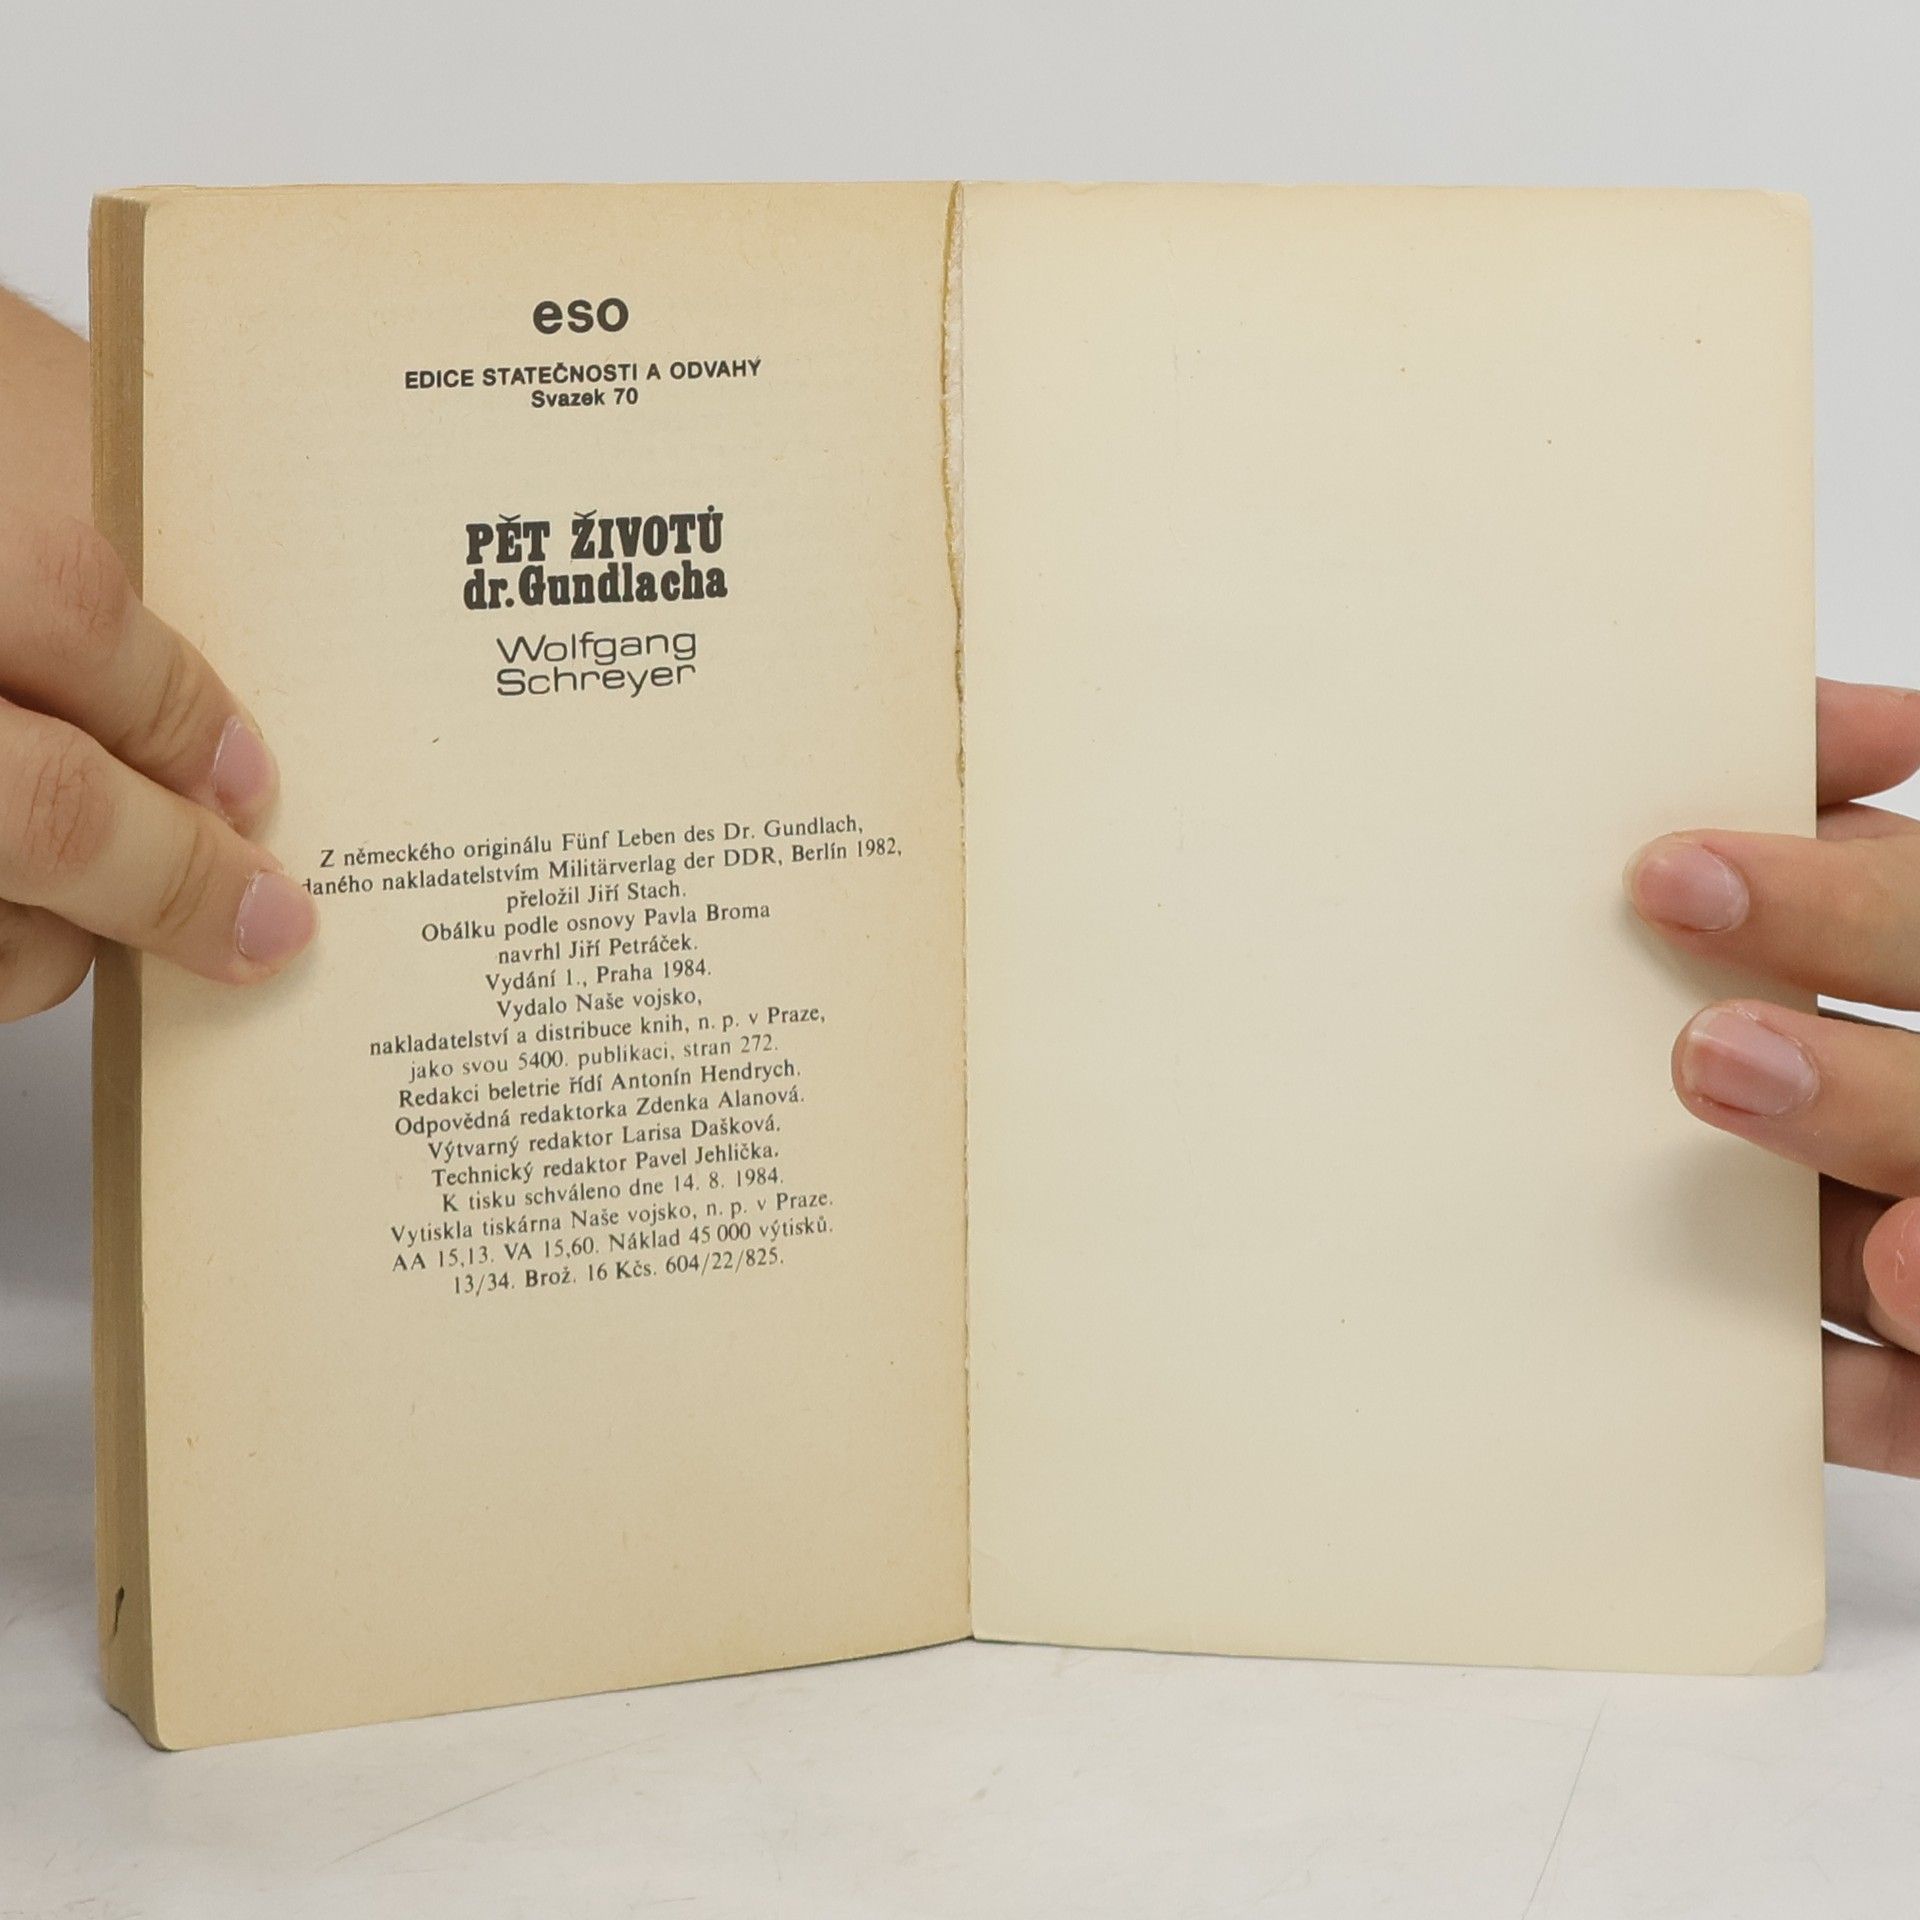 eso
EDICE STATEČNOSTI A ODVAHY
Svazek 70
PĚT ŽIVOTŮ
dr. Gundlacha
Wolfgang
Schreyer
Z německého originálu Fünf Leben des Dr. Gundlach,
daného nakladatelstvím Militärverlag der DDR, Berlín 1982,
přeložil Jiří Stach.
Obálku podle osnovy Pavla Broma
navrhl Jiří Petráček.
Vydání 1., Praha 1984.
Vydalo Naše vojsko,
nakladatelství a distribuce knih, n. p. v Praze,
jako svou 5400. publikaci, stran 272.
Redakci beletrie řídí Antonín Hendrych.
Odpovědná redaktorka Zdenka Alanová.
Výtvarný redaktor Larisa Dašková.
Technický redaktor Pavel Jehlička.
K tisku schváleno dne 14. 8. 1984.
Vytiskla tiskárna Naše vojsko, n. p. v Praze.
AA 15,13. VA 15,60. Náklad 45 000 výtisků.
13/34. Brož. 16 Kčs. 604/22/825.